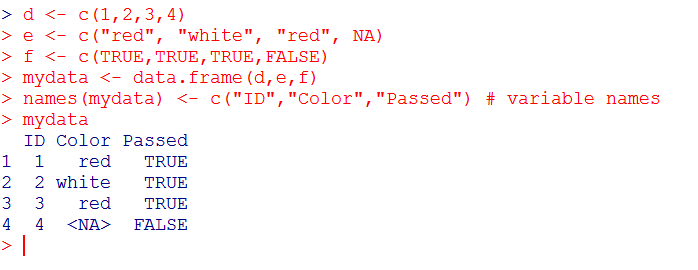 > d <- c(1,2,3,4)
> e <- c("red", "white", "red", NA)
> f <- c(TRUE,TRUE,TRUE,FALSE)
> mydata <- data.frame(d,e,f)
> names(mydata) <- c("ID","Color","Passed") # variable names
> mydata
  ID Color Passed
1  1   red   TRUE
2  2 white   TRUE
3  3   red   TRUE
4  4  <NA>  FALSE
>